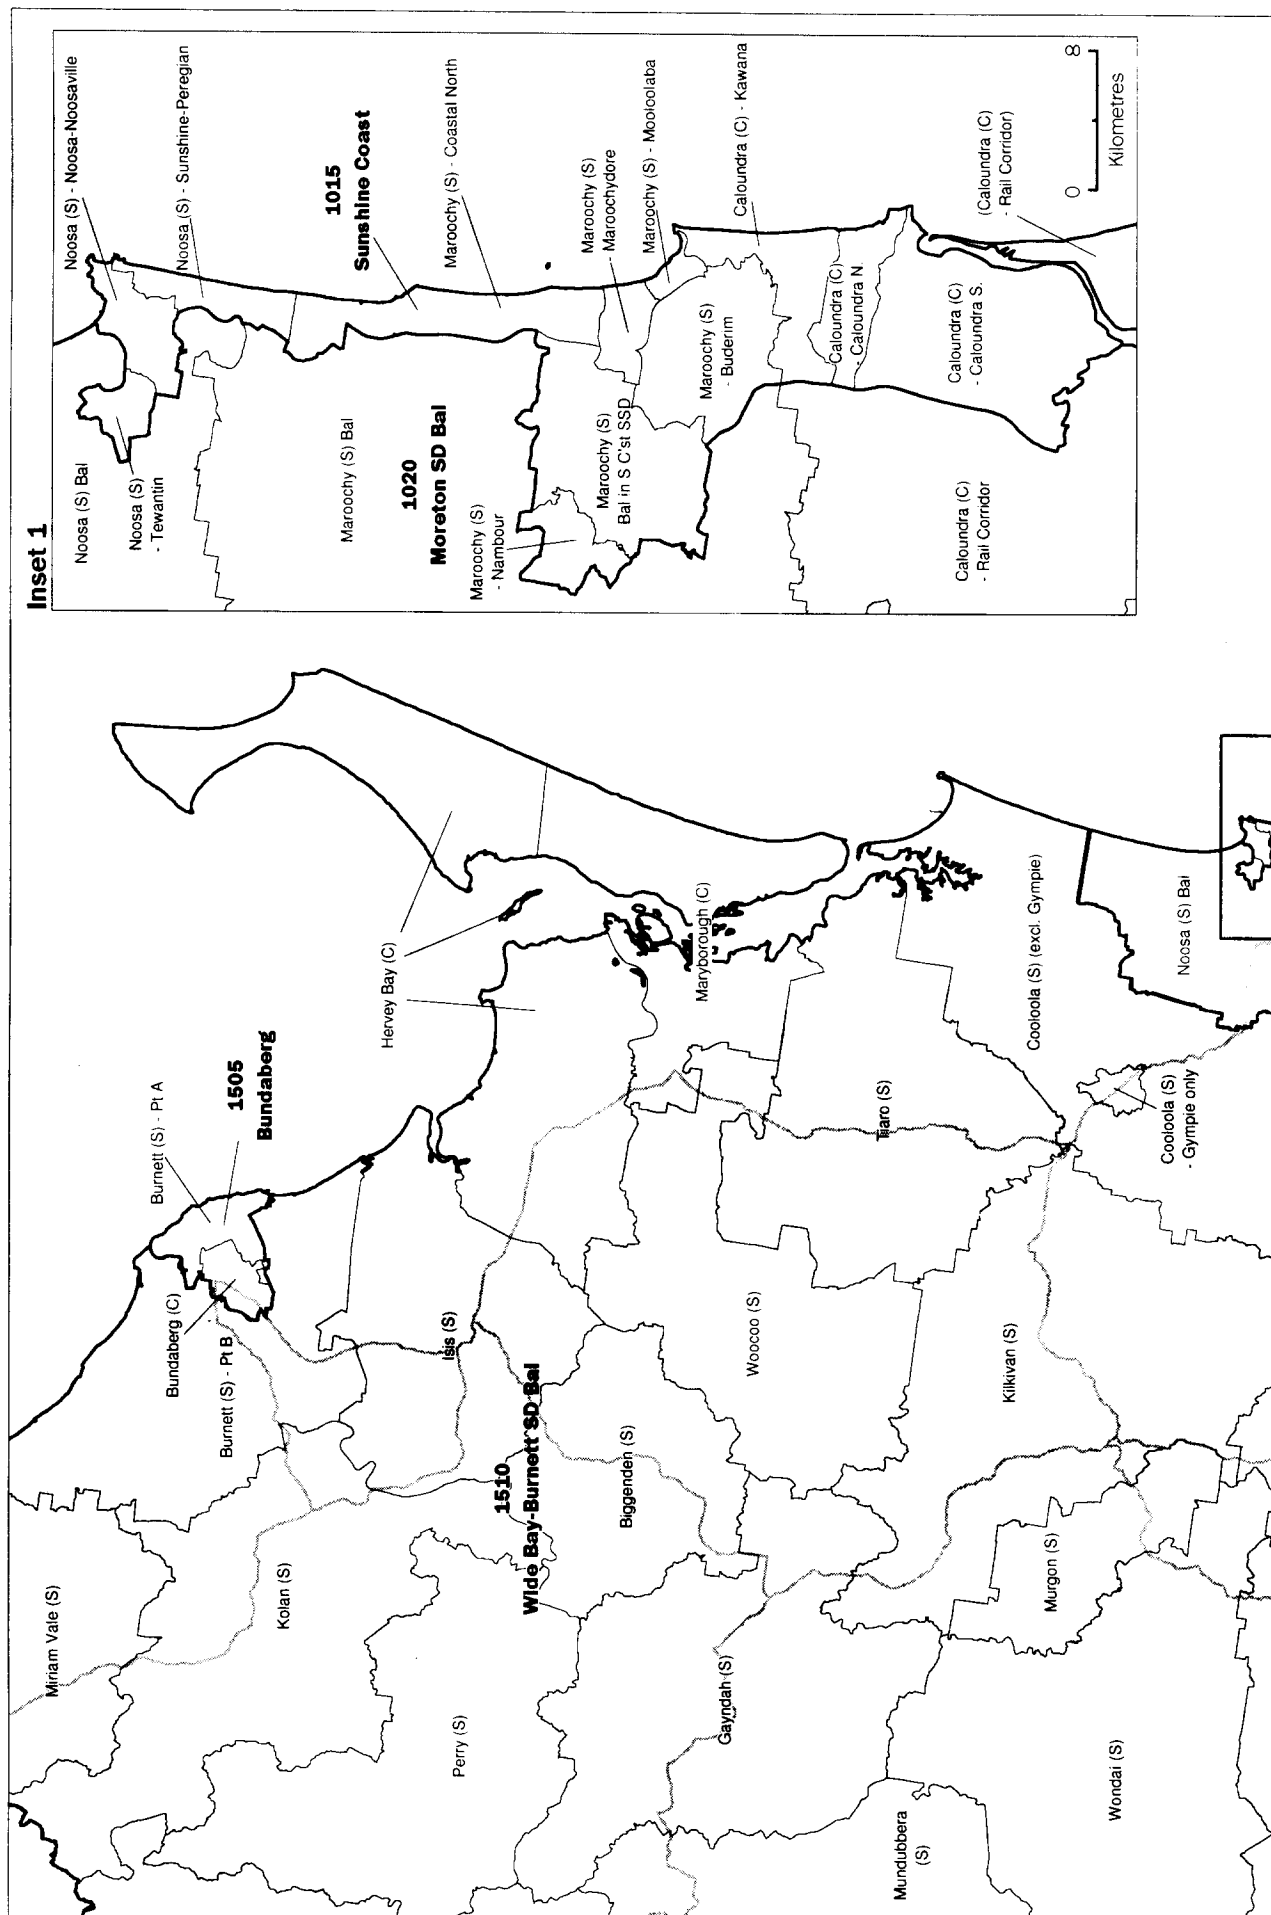 Inset 1
Noosa (S) - Noosa-Noosaville
Noosa (S) - Sunshine-Peregian
1015
Sunshine Coast
Maroochy (S) - Coastal North
Maroochy (S)
- Maroochydore
Maroochy (S) - Mooloolaba
Caloundra (C) - Kawana
(Caloundra (C)
- Rail Corridor)
0
8
Kilometres
Noosa (S) Bal
Noosa (S)
- Tewantin
Maroochy (S) Bal
1020
Moreton SD Bal
Maroochy (S)
- Nambour
Maroochy (S)
Bal in S C'st SSD
Maroochy (S)
- Buderim
Caloundra (C)
- Caloundra N.
Caloundra (C)
- Caloundra S.
Caloundra (C)
- Rail Corridor
Hervey Bay (C)
Burnett (S) - Pt A
1505
Bundaberg
Bundaberg (C)
Burnett (S) - Pt B
Miriam Vale (S)
Kolan (S)
Isis (S)
1510
Wide Bay-Burnett SD Bal
Perry (S)
Biggenden (S)
Maryborough (C)
Woocoo (S)
Gayndah (S)
Tiaro (S)
Mundubbera
(S)
Cooloola (S) (excl. Gympie)
Kilkivan (S)
Murgon (S)
Noosa (S) Bal
Cooloola (S)
- Gympie only
Wondai (S)